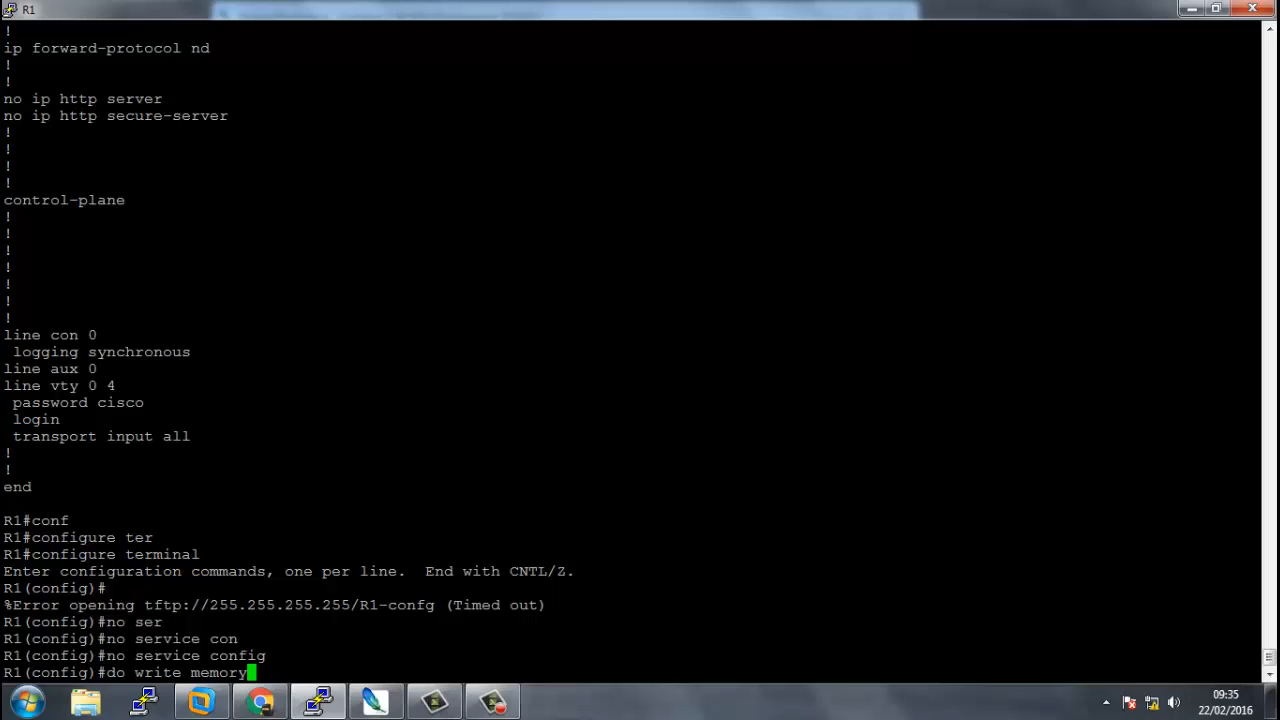 R1
!
ip forward-protocol nd
!
!
no ip http server
no ip http secure-server
!
!
!
!
control-plane
!
!
!
!
!
!
!
line con 0
 logging synchronous
line aux 0
line vty 0 4
 password cisco
 login
 transport input all
!
!
end
R1#conf
R1#configure ter
R1#configure terminal
Enter configuration commands, one per line.  End with CNTL/Z.
R1(config)#
%Error opening tftp://255.255.255.255/R1-confg (Timed out)
R1(config)#no ser
R1(config)#no service con
R1(config)#no service config
R1(config)#do write memory
09:35
22/02/2016